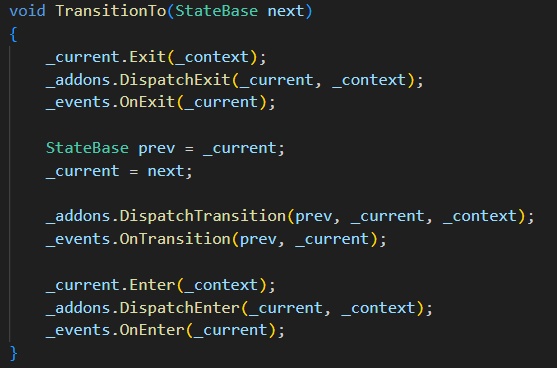 void TransitionTo(StateBase next)
{
    _current.Exit(_context);
    _addons.DispatchExit(_current, _context);
    _events.OnExit(_current);

    StateBase prev = _current;
    _current = next;

    _addons.DispatchTransition(prev, _current, _context);
    _events.OnTransition(prev, _current);

    _current.Enter(_context);
    _addons.DispatchEnter(_current, _context);
    _events.OnEnter(_current);
}